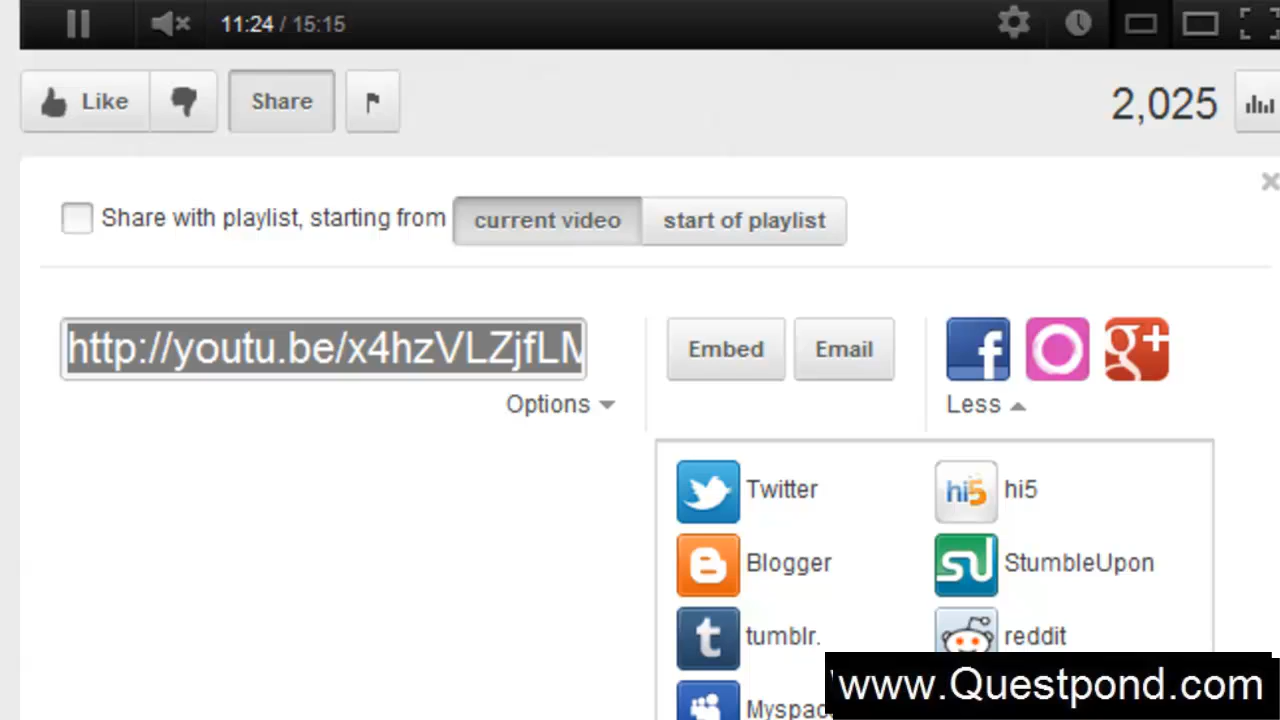 11:24 / 15:15
Like
Share
2,025
Share with playlist, starting from
current video
start of playlist
http://youtu.be/x4hzVLZjfLM
Embed
Email
f
g+
Options
Less
Twitter
hi5
hi5
Blogger
StumbleUpon
t
tumblr.
reddit
www.Questpond.com